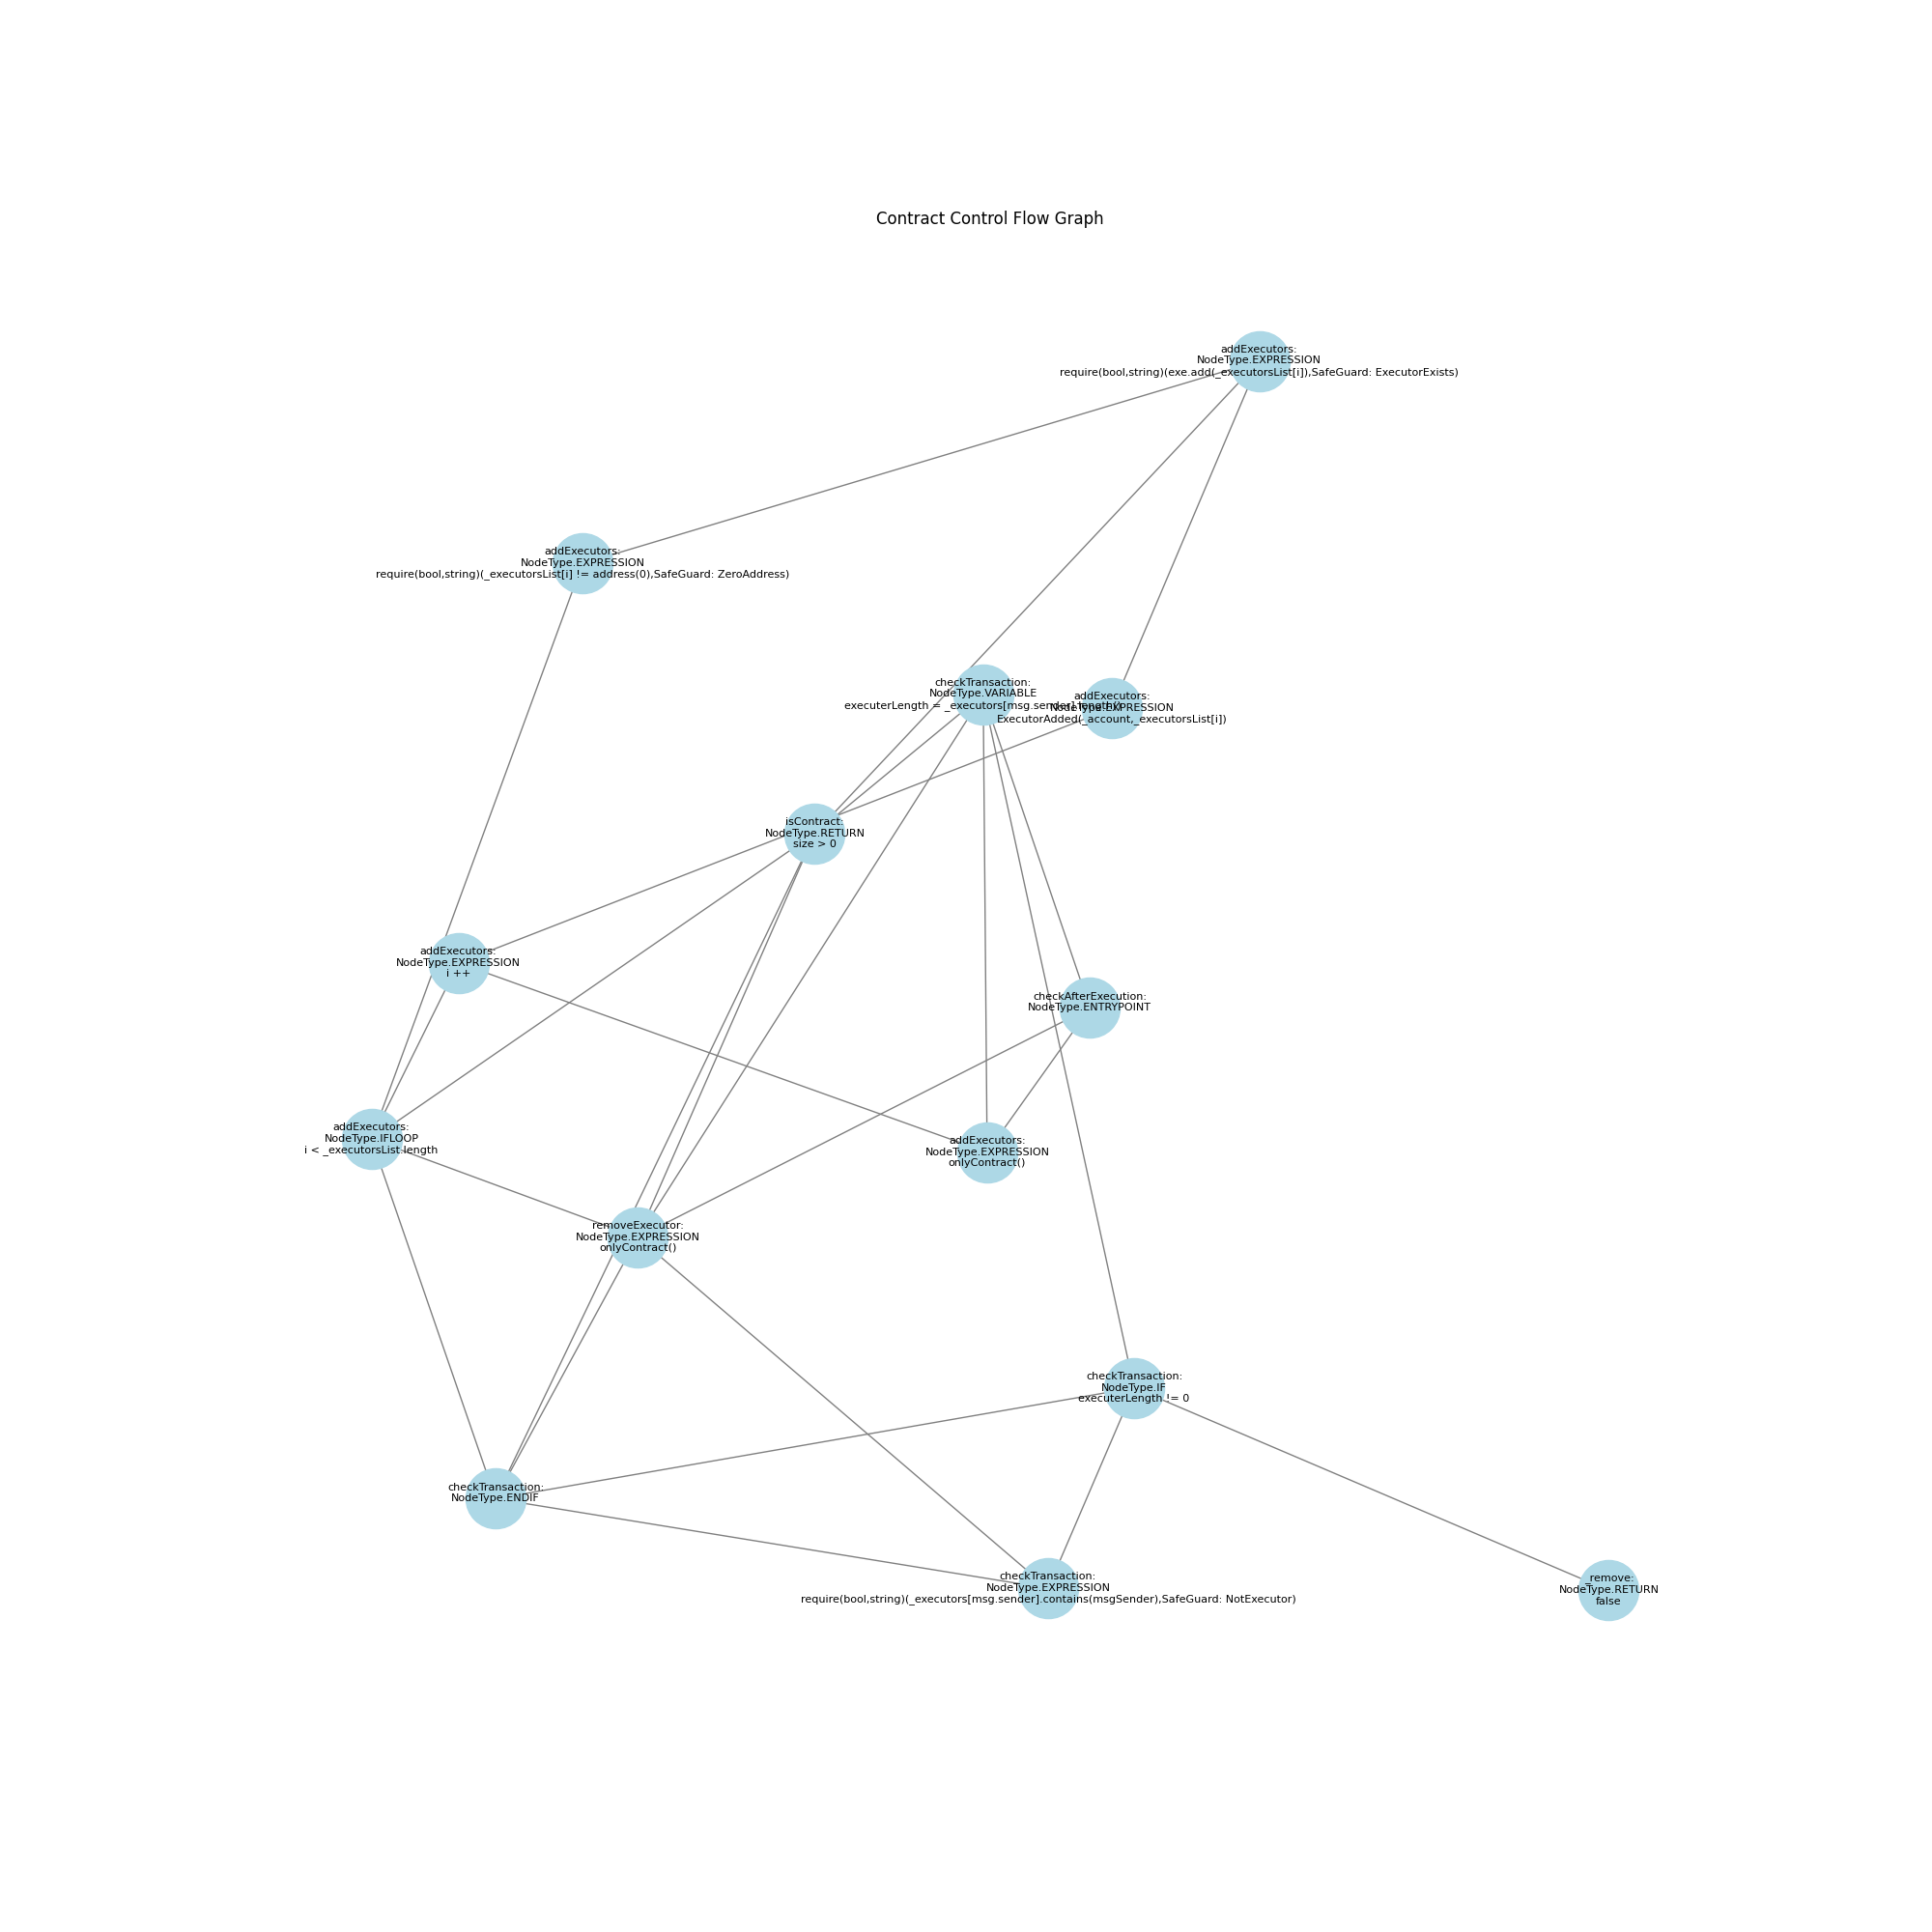 Contract Control Flow Graph
addExecutors:
NodeType.EXPRESSION
require(bool,string)(exe.add(_executorsList[i]),SafeGuard: ExecutorExists)
addExecutors:
NodeType.EXPRESSION
require(bool,string)(_executorsList[i] != address(0),SafeGuard: ZeroAddress)
checkTransaction:
NodeType.VARIABLE
executerLength = _executors[msg.sender].length()
addExecutors:
NodeType.EXPRESSION
ExecutorAdded(_account,_executorsList[i])
isContract:
NodeType.RETURN
size > 0
addExecutors:
NodeType.EXPRESSION
i ++
checkAfterExecution:
NodeType.ENTRYPOINT
addExecutors:
NodeType.IFLOOP
i < _executorsList.length
addExecutors:
NodeType.EXPRESSION
onlyContract()
removeExecutor:
NodeType.EXPRESSION
onlyContract()
checkTransaction:
NodeType.IF
executerLength != 0
checkTransaction:
NodeType.ENDIF
checkTransaction:
NodeType.EXPRESSION
require(bool,string)(_executors[msg.sender].contains(msgSender),SafeGuard: NotExecutor)
_remove:
NodeType.RETURN
false